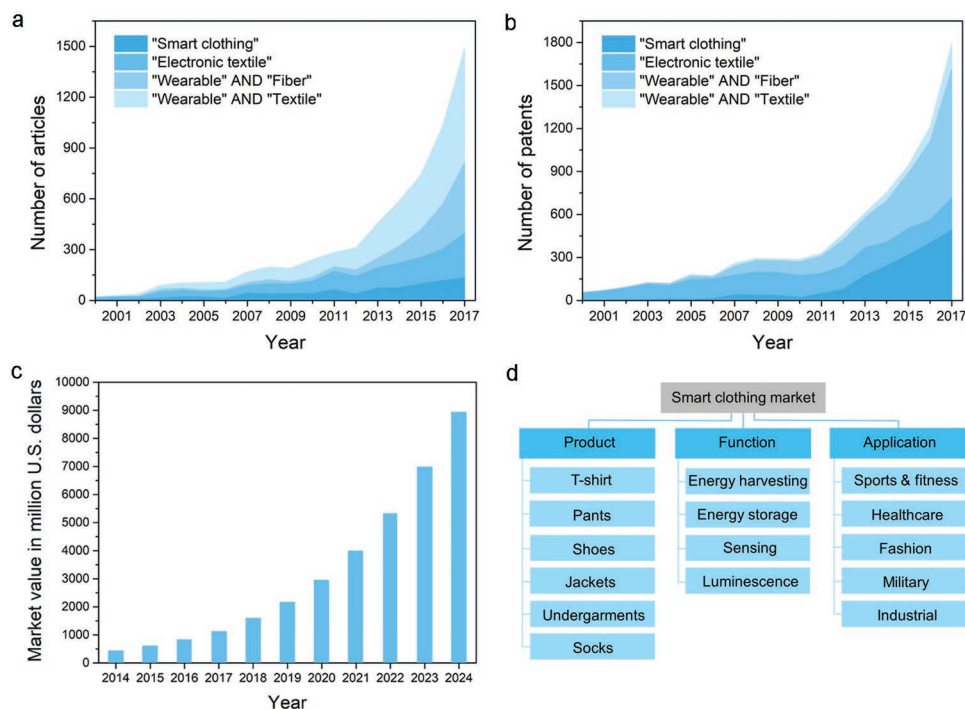 a
1500
1200
900
600
300
0
Number of articles
"Smart clothing"
"Electronic textile"
"Wearable" AND "Fiber"
"Wearable" AND "Textile"
2001 2003 2005 2007 2009 2011 2013 2015 2017
Year
b
1800
1500
1200
900
600
300
0
Number of patents
"Smart clothing"
"Electronic textile"
"Wearable" AND "Fiber"
"Wearable" AND "Textile"
2001 2003 2005 2007 2009 2011 2013 2015 2017
Year
c
10000
9000
8000
7000
6000
5000
4000
3000
2000
1000
0
Market value in million U.S. dollars
2014 2015 2016 2017 2018 2019 2020 2021 2022 2023 2024
Year
d
Smart clothing market
Product
T-shirt
Pants
Shoes
Jackets
Undergarments
Socks
Function
Energy harvesting
Energy storage
Sensing
Luminescence
Application
Sports & fitness
Healthcare
Fashion
Military
Industrial